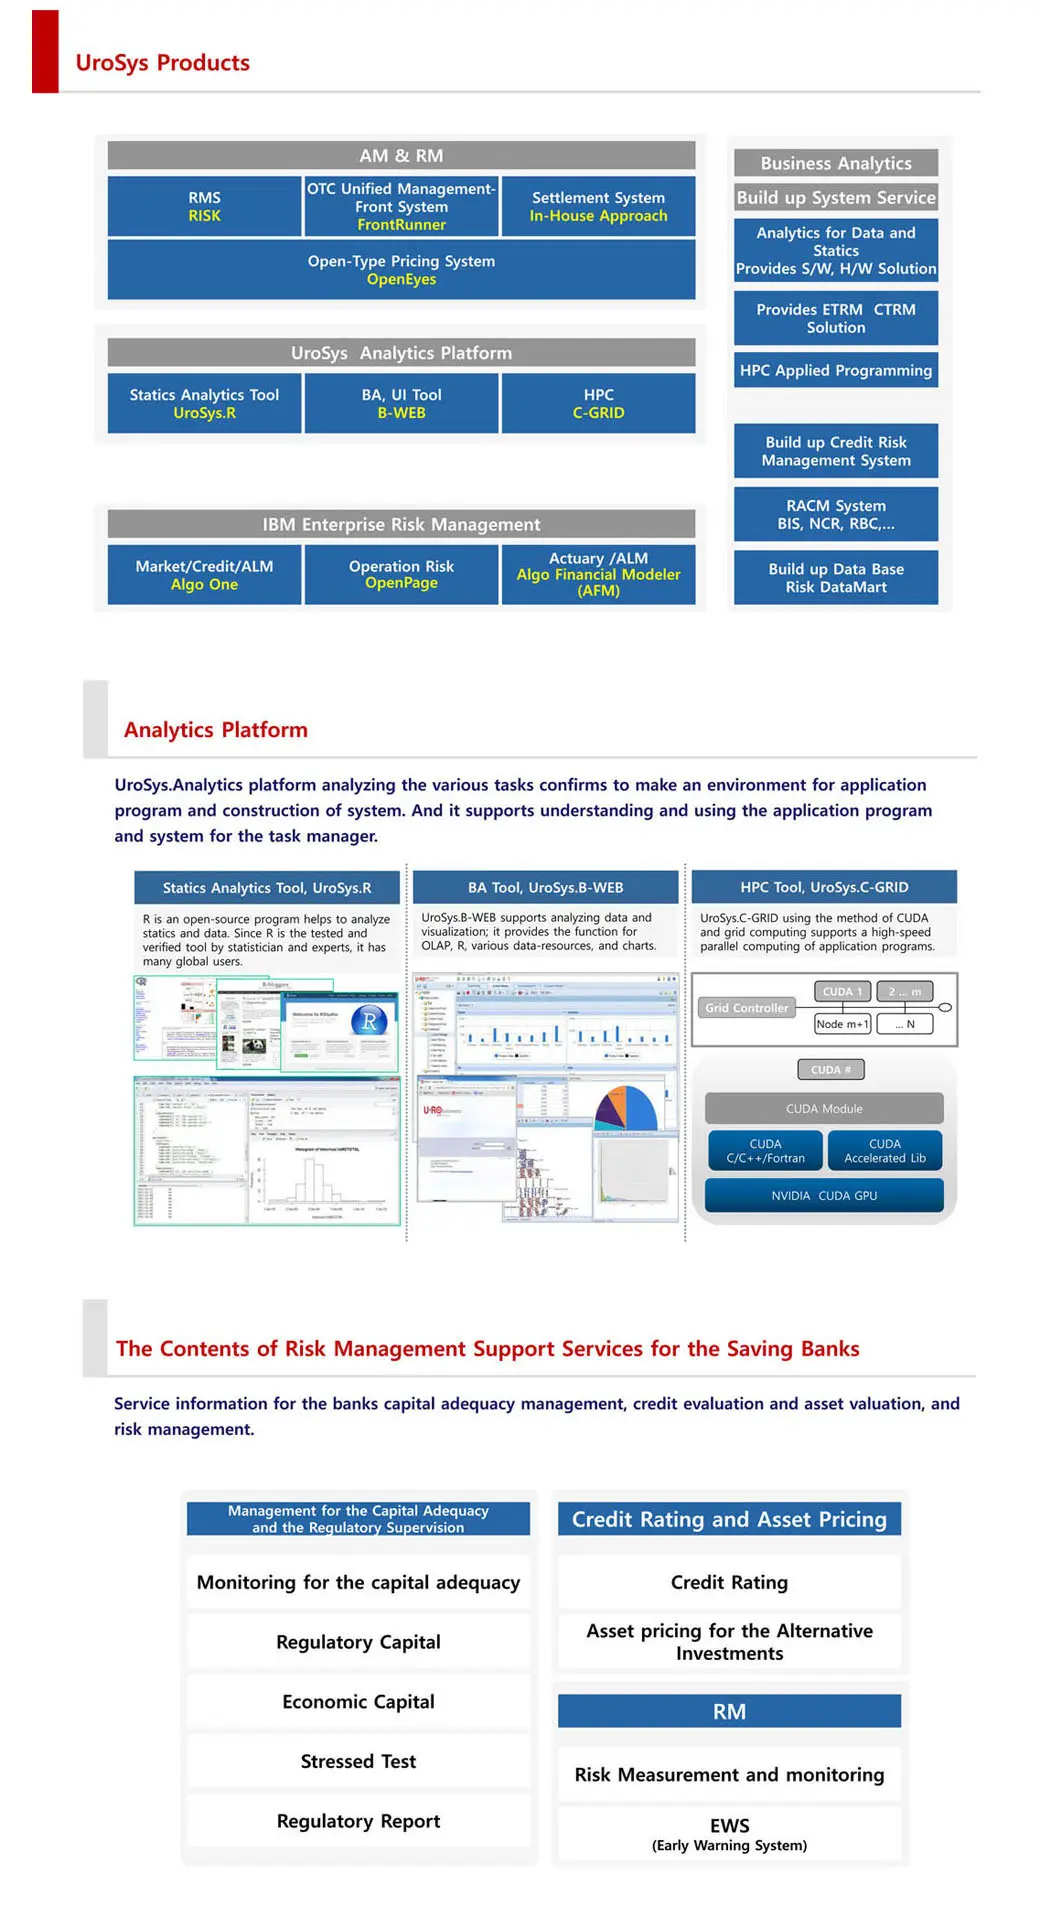 UroSys Products
AM & RM
RMS
RISK
OTC Unified Management-
Front System
FrontRunner
Settlement System
In-House Approach
Open-Type Pricing System
OpenEyes
UroSys Analytics Platform
Statics Analytics Tool
UroSys.R
BA, UI Tool
B-WEB
HPC
C-GRID
IBM Enterprise Risk Management
Market/Credit/ALM
Algo One
Operation Risk
OpenPage
Actuary /ALM
Algo Financial Modeler
(AFM)
Business Analytics
Build up System Service
Analytics for Data and
Statics
Provides S/W, H/W Solution
Provides ETRM CTRM
Solution
HPC Applied Programming
Build up Credit Risk
Management System
RACM System
BIS, NCR, RBC,...
Build up Data Base
Risk DataMart
Analytics Platform
UroSys.Analytics platform analyzing the various tasks confirms to make an environment for application
program and construction of system. And it supports understanding and using the application program
and system for the task manager.
Statics Analytics Tool, UroSys.R
R is an open-source program helps to analyze
statics and data. Since R is the tested and
verified tool by statistician and experts, it has
many global users.
R-bloggers
Welcome to RStudio
R
BA Tool, UroSys.B-WEB
UroSys.B-WEB supports analyzing data and
visualization; it provides the function for
OLAP, R, various data-resources, and charts.
HPC Tool, UroSys.C-GRID
UroSys.C-GRID using the method of CUDA
and grid computing supports a high-speed
parallel computing of application programs.
Grid Controller
CUDA 1
2 ... m
Node m+1
... N
CUDA #
CUDA Module
CUDA
C/C++/Fortran
CUDA
Accelerated Lib
NVIDIA CUDA GPU
The Contents of Risk Management Support Services for the Saving Banks
Service information for the banks capital adequacy management, credit evaluation and asset valuation, and
risk management.
Management for the Capital Adequacy
and the Regulatory Supervision
Monitoring for the capital adequacy
Regulatory Capital
Economic Capital
Stressed Test
Regulatory Report
Credit Rating and Asset Pricing
Credit Rating
Asset pricing for the Alternative
Investments
RM
Risk Measurement and monitoring
EWS
(Early Warning System)